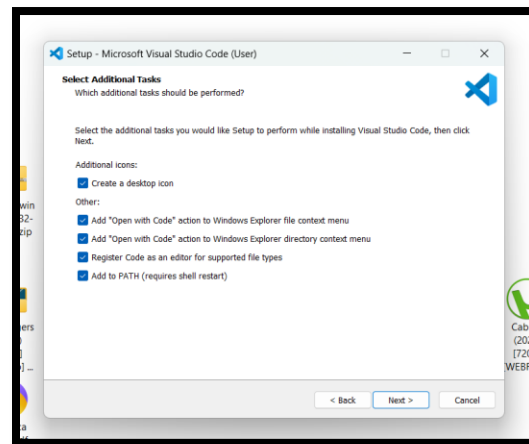 Setup - Microsoft Visual Studio Code (User)
Select Additional Tasks
Which additional tasks should be performed?
Select the additional tasks you would like Setup to perform while installing Visual Studio Code, then click
Next.
Additional icons:
Create a desktop icon
Other:
Add "Open with Code" action to Windows Explorer file context menu
Add "Open with Code" action to Windows Explorer directory context menu
Register Code as an editor for supported file types
Add to PATH (requires shell restart)
< Back
Next >
Cancel
win
32-
zip
ers
)
]
] ...
ta
Cab
(202
[720
[WEBR